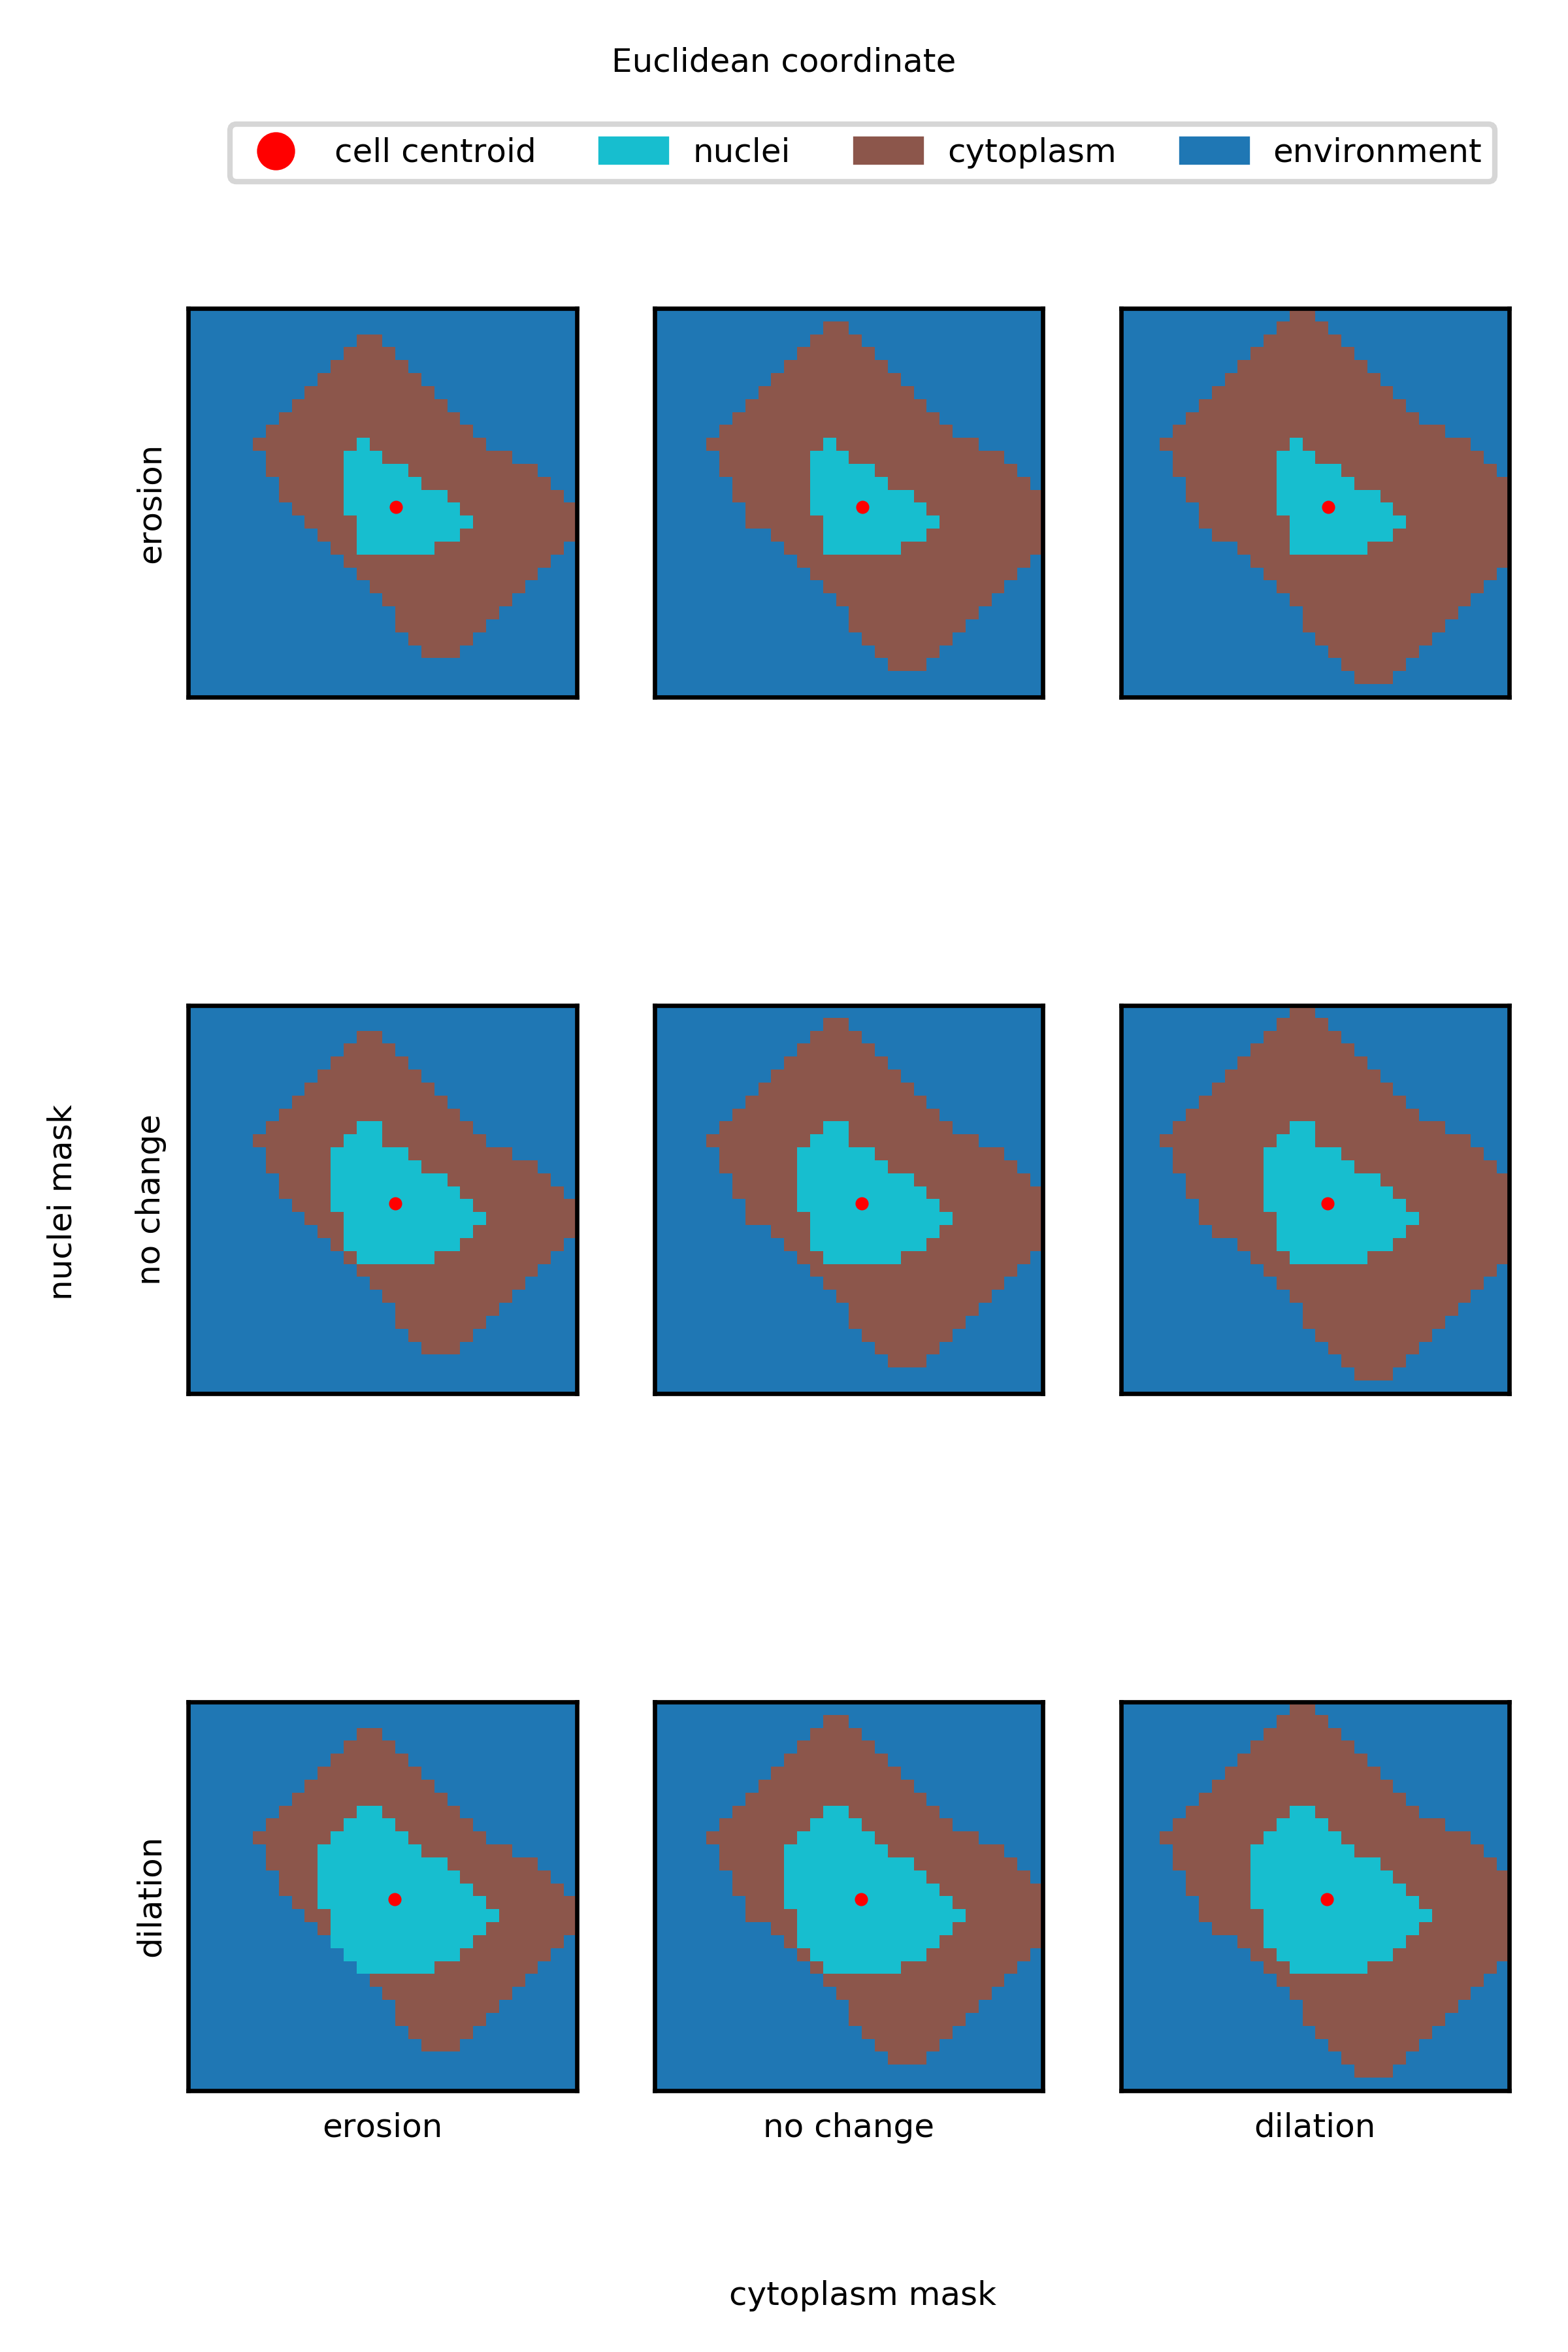 Euclidean coordinate
cell centroid nuclei cytoplasm environment
erosion
nuclei mask
no change
dilation
erosion no change dilation
cytoplasm mask